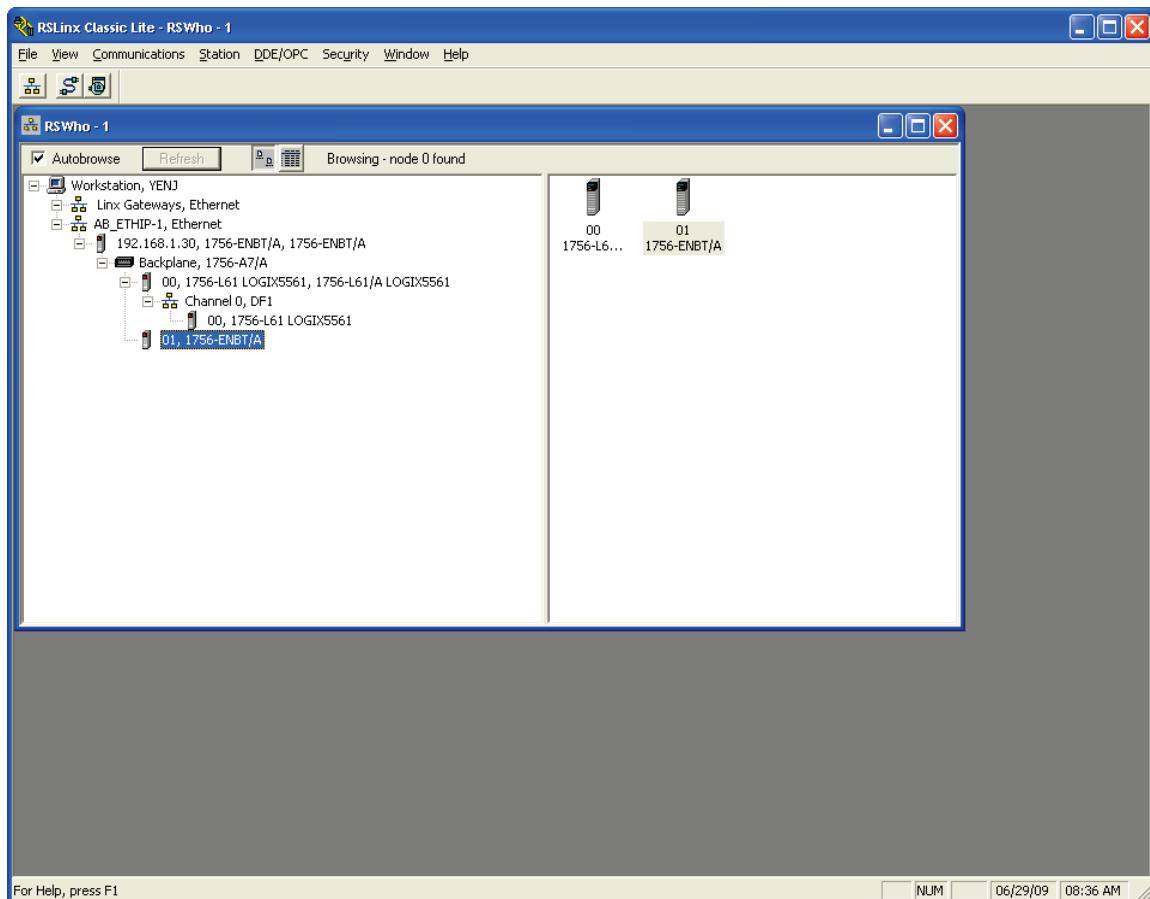 RSLinx Classic Lite - RSWho - 1
File View Communications Station DDE/OPC Security Window Help
RSWho - 1
Autobrowse Refresh Browsing - node 0 found
Workstation, YENJ
Linx Gateways, Ethernet
AB_ETHIP-1, Ethernet
192.168.1.30, 1756-ENBT/A, 1756-ENBT/A
Backplane, 1756-A7/A
00, 1756-L61 LOGIX5561, 1756-L61/A LOGIX5561
Channel 0, DF1
00, 1756-L61 LOGIX5561
01, 1756-ENBT/A
00
1756-L6...
01
1756-ENBT/A
For Help, press F1 NUM 06/29/09 08:36 AM